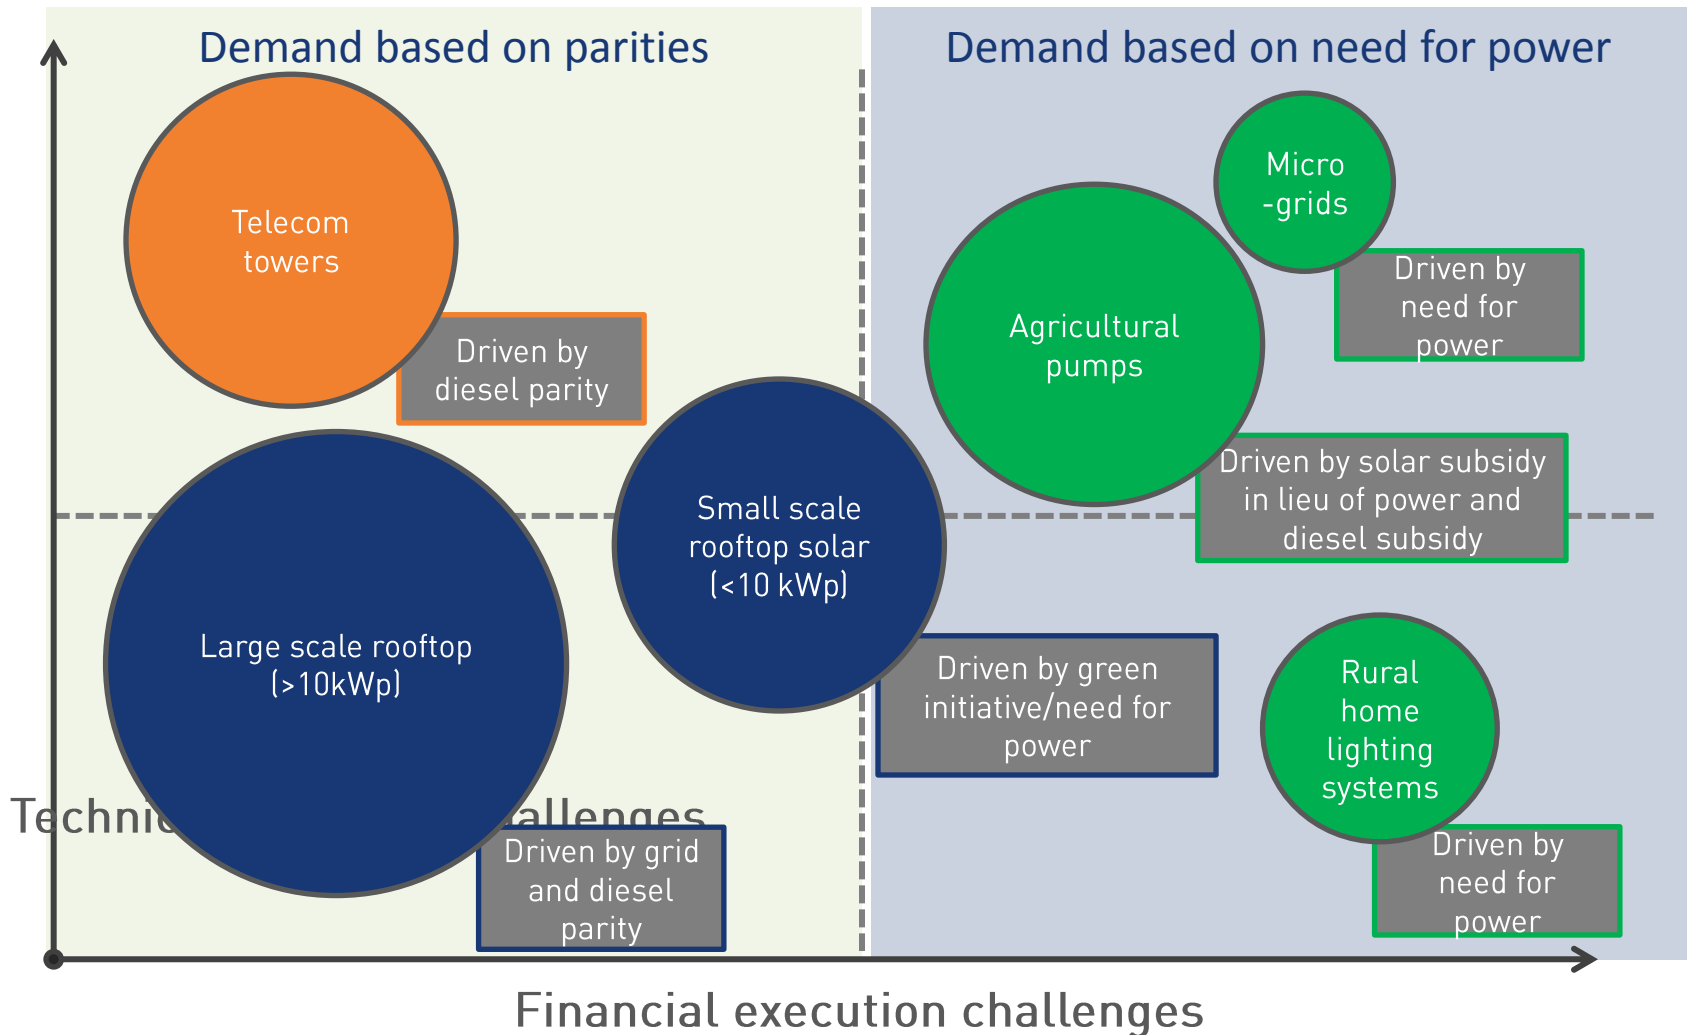 Demand based on parities
Demand based on need for power
Telecom
towers
Driven by
diesel parity
Micro
-grids
Driven by
need for
power
Agricultural
pumps
Driven by solar subsidy
in lieu of power and
diesel subsidy
Small scale
rooftop solar
(<10 kWp)
Driven by green
initiative/need for
power
Large scale rooftop
(>10kWp)
Driven by grid
and diesel
parity
Rural
home
lighting
systems
Driven by
need for
power
Financial execution challenges